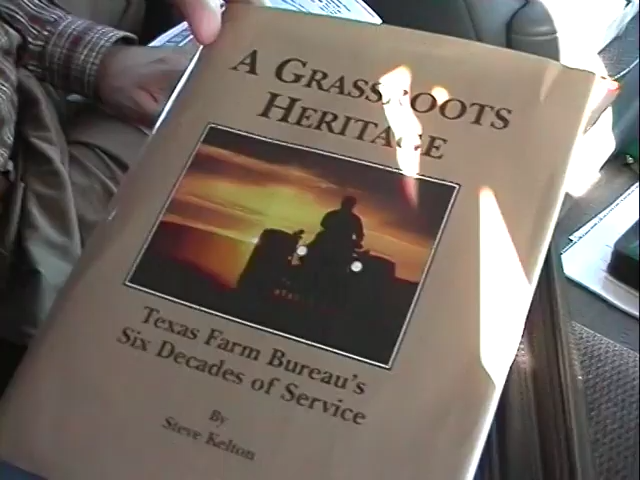 A GRASSROOTS
HERITAGE
TEXAS FARM BUREAU'S
SIX DECADES OF SERVICE
BY
STEVE KELTON